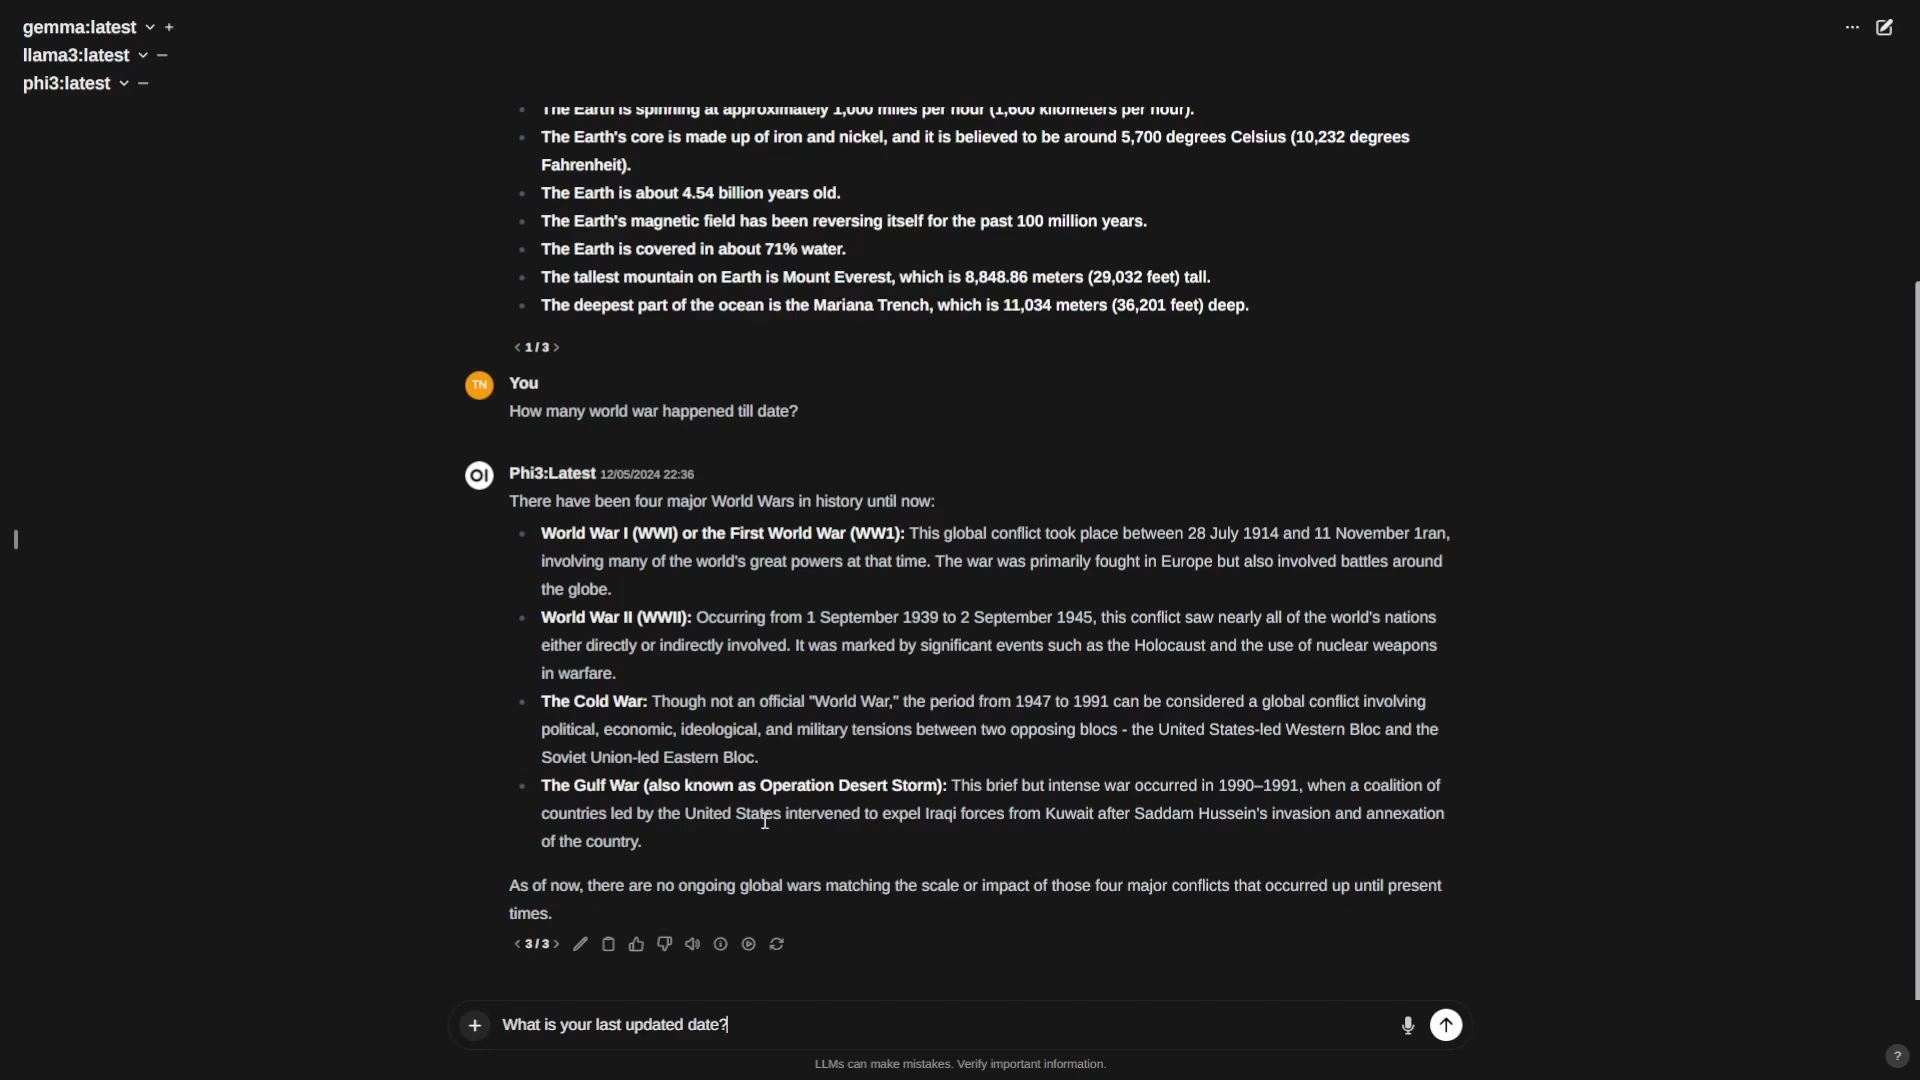 gemma:latest
llama3:latest
phi3:latest
The Earth is spinning at approximately 1,000 miles per hour (1,600 kilometers per hour).
The Earth's core is made up of iron and nickel, and it is believed to be around 5,700 degrees Celsius (10,232 degrees
Fahrenheit).
The Earth is about 4.54 billion years old.
The Earth's magnetic field has been reversing itself for the past 100 million years.
The Earth is covered in about 71% water.
The tallest mountain on Earth is Mount Everest, which is 8,848.86 meters (29,032 feet) tall.
The deepest part of the ocean is the Mariana Trench, which is 11,034 meters (36,201 feet) deep.
1 / 3
TN
You
How many world war happened till date?
OI
Phi3:Latest 12/05/2024 22:36
There have been four major World Wars in history until now:
World War I (WWI) or the First World War (WW1): This global conflict took place between 28 July 1914 and 11 November 1ran,
involving many of the world's great powers at that time. The war was primarily fought in Europe but also involved battles around
the globe.
World War II (WWII): Occurring from 1 September 1939 to 2 September 1945, this conflict saw nearly all of the world's nations
either directly or indirectly involved. It was marked by significant events such as the Holocaust and the use of nuclear weapons
in warfare.
The Cold War: Though not an official "World War," the period from 1947 to 1991 can be considered a global conflict involving
political, economic, ideological, and military tensions between two opposing blocs - the United States-led Western Bloc and the
Soviet Union-led Eastern Bloc.
The Gulf War (also known as Operation Desert Storm): This brief but intense war occurred in 1990–1991, when a coalition of
countries led by the United States intervened to expel Iraqi forces from Kuwait after Saddam Hussein's invasion and annexation
of the country.
As of now, there are no ongoing global wars matching the scale or impact of those four major conflicts that occurred up until present
times.
3 / 3
What is your last updated date?
LLMs can make mistakes. Verify important information.
?